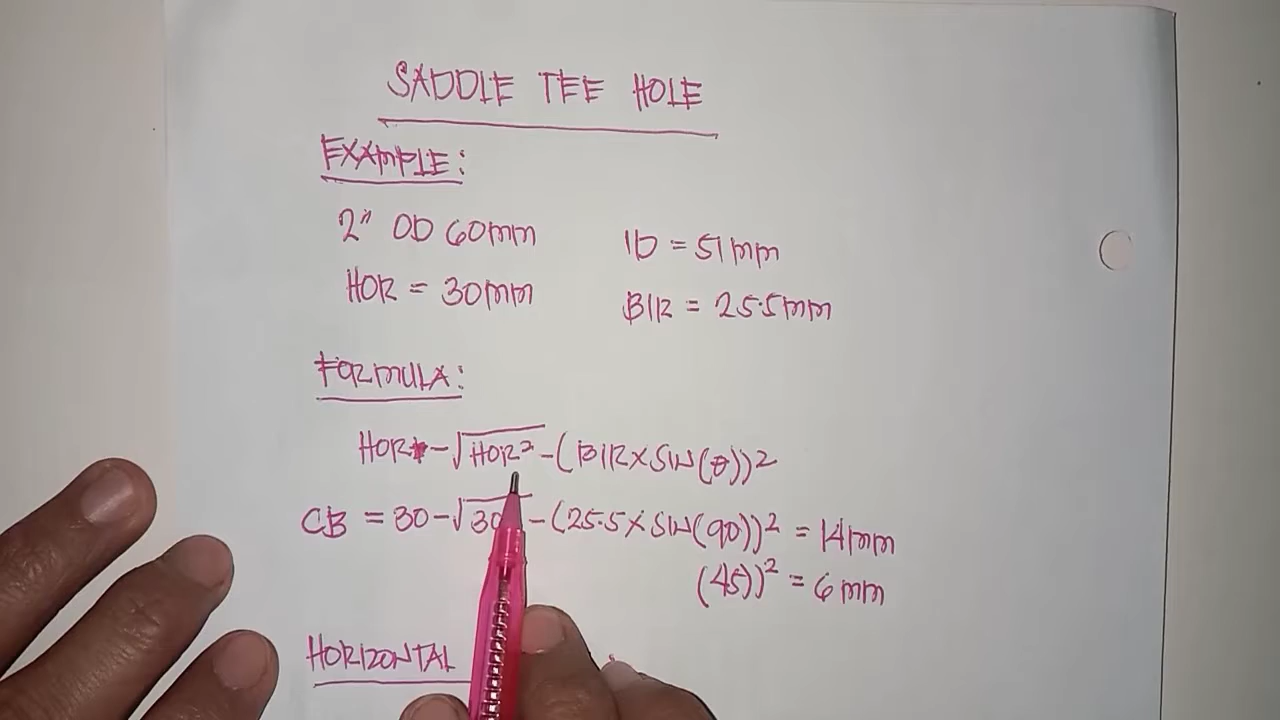 SADDLE TEE HOLE
EXAMPLE:
2" OD 60mm ID = 51mm
HOR = 30mm BIR = 25.5mm
FORMULA:
HOR - √HOR² - (BIR × SIN(θ))²
CB = 30 - √30 - (25.5 × SIN(90))² = 14mm
(45))² = 6mm
HORIZONTAL